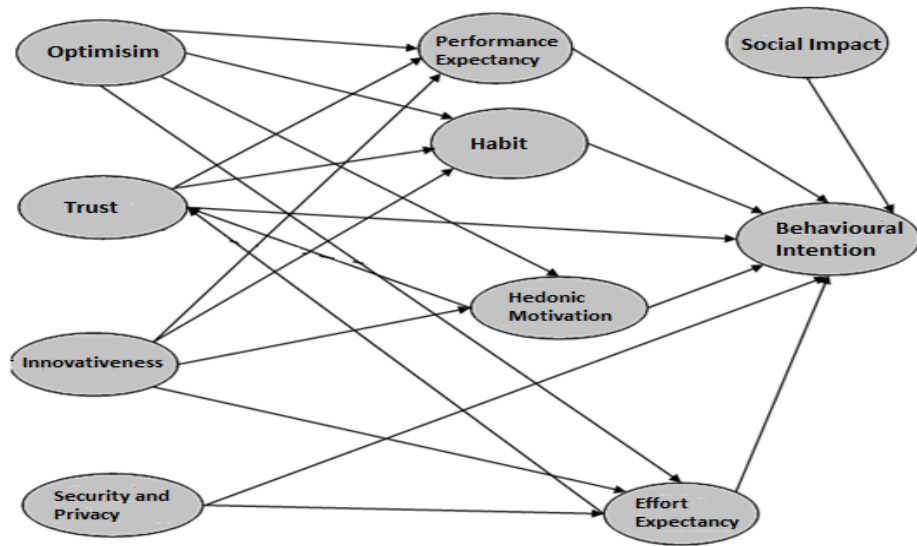 Optimisim
Performance
Expectancy
Social Impact
Habit
Trust
Behavioural
Intention
Hedonic
Motivation
Innovativeness
Security and
Privacy
Effort
Expectancy